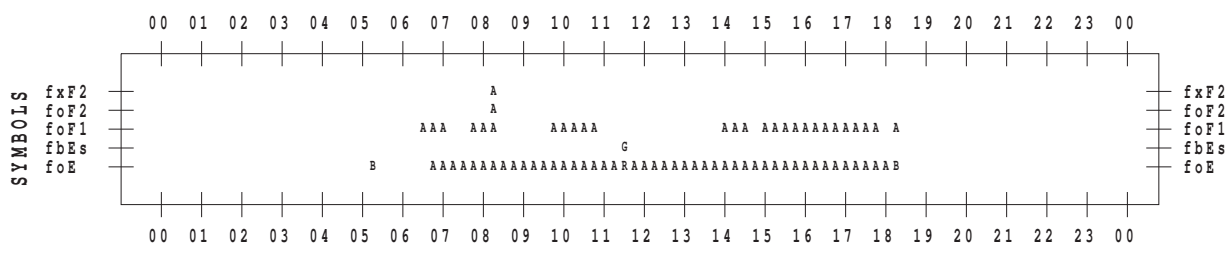 00 01 02 03 04 05 06 07 08 09 10 11 12 13 14 15 16 17 18 19 20 21 22 23 00
SYMBOLS
fxF2 A fxF2
foF2 A foF2
foF1 AAA AAA AAAAA AAA AAAAAAAAAAAA A foF1
fbEs G fbEs
foE B AAAAAAAAAAAAAAAAAAARAAAAAAAAAAAAAAAAAAAAAAAAAAB foE
00 01 02 03 04 05 06 07 08 09 10 11 12 13 14 15 16 17 18 19 20 21 22 23 00